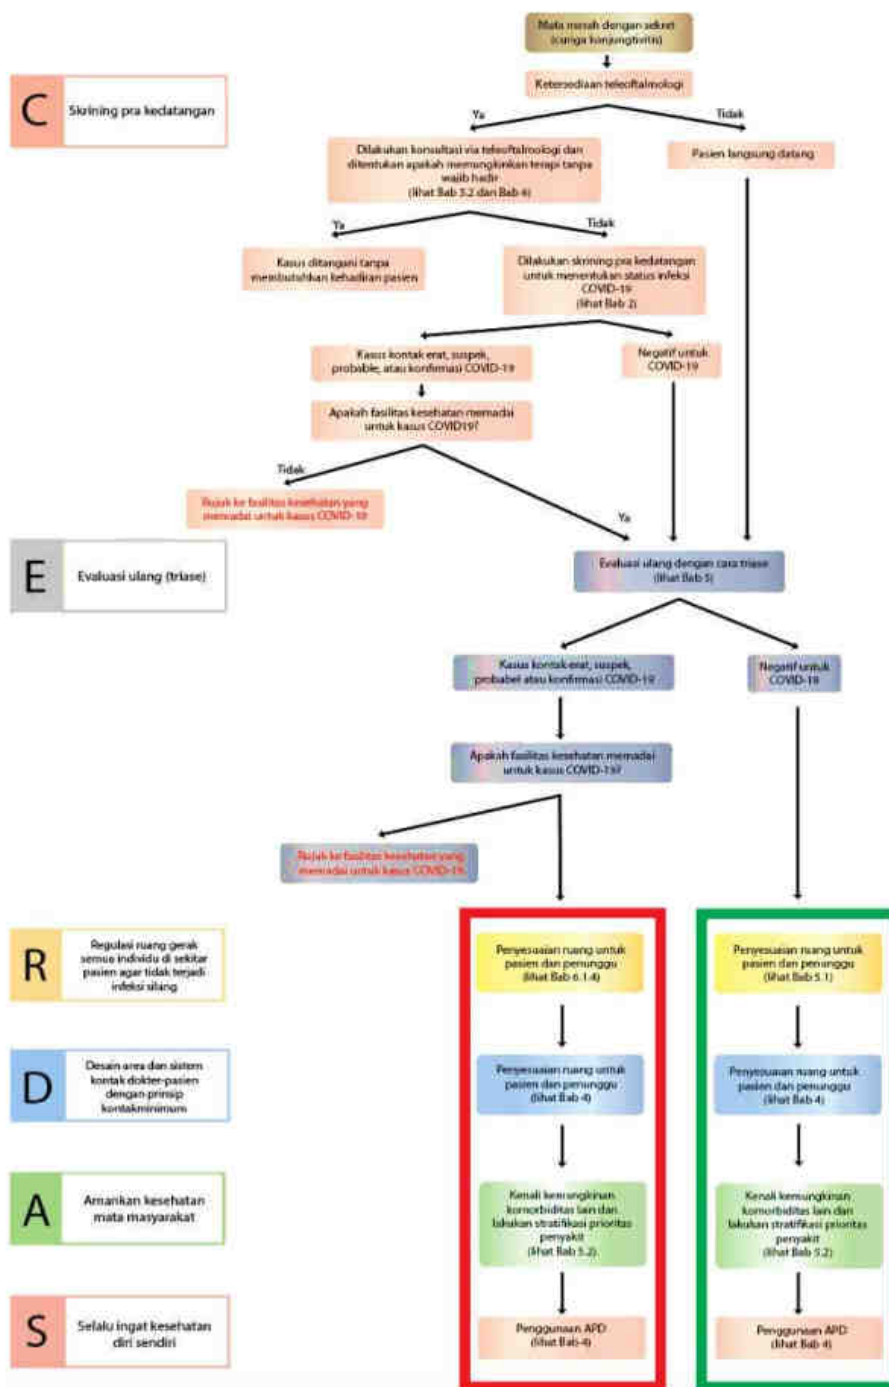 Mata merah dengan sekret
(curiga konjungtivitis)
Ketersediaan teleoftalmologi
C
Skrining pra kedatangan
Ya
Tidak
Dilakukan konsultasi via teleoftalmologi dan
ditentukan apakah memungkinkan terapi tanpa
wajib hadir
(lihat Bab 5.2 dan Bab 4)
Pasien langsung datang
Ya
Tidak
Kasus ditangani tanpa
membutuhkan kehadiran pasien
Dilakukan skrining pra kedatangan
untuk menentukan status infeksi
COVID-19
(lihat Bab 2)
Kasus kontak erat, suspek,
probable, atau konfirmasi COVID-19
Negatif untuk
COVID-19
Apakah fasilitas kesehatan memadai
untuk kasus COVID19?
Tidak
Rujuk ke fasilitas kesehatan yang
memadai untuk kasus COVID-19
Ya
E
Evaluasi ulang (triase)
Evaluasi ulang dengan cara triase
(lihat Bab 5)
Kasus kontak erat, suspek,
probabel atau konfirmasi COVID-19
Negatif untuk
COVID-19
Apakah fasilitas kesehatan memadai
untuk kasus COVID-19?
Rujuk ke fasilitas kesehatan yang
memadai untuk kasus COVID-19
R
Regulasi ruang gerak
semua individu di sekitar
pasien agar tidak terjadi
infeksi silang
Penyesuaian ruang untuk
pasien dan penunggu
(lihat Bab 6.1.4)
Penyesuaian ruang untuk
pasien dan penunggu
(lihat Bab 5.1)
D
Desain area dan sistem
kontak dokter-pasien
dengan prinsip
kontakminimum
Penyesuaian ruang untuk
pasien dan penunggu
(lihat Bab 4)
Penyesuaian ruang untuk
pasien dan penunggu
(lihat Bab 4)
A
Amankan kesehatan
mata masyarakat
Kenali kemungkinan
komorbiditas lain dan
lakukan stratifikasi prioritas
penyakit
(lihat Bab 5.2)
Kenali kemungkinan
komorbiditas lain dan
lakukan stratifikasi prioritas
penyakit
(lihat Bab 5.2)
S
Selalu ingat kesehatan
diri sendiri
Penggunaan APD
(lihat Bab 4)
Penggunaan APD
(lihat Bab 4)